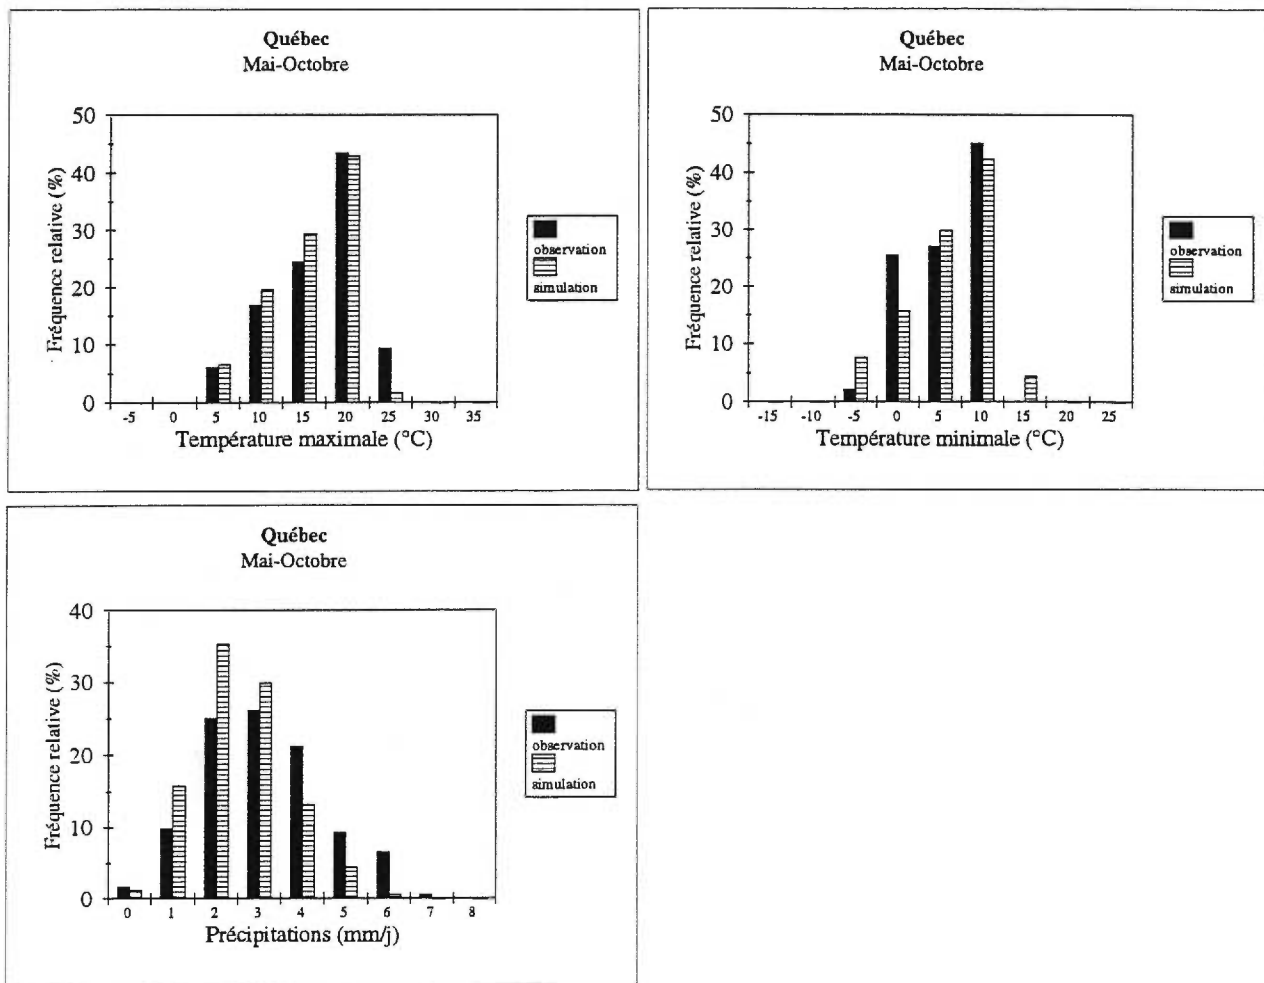 Québec
Mai-Octobre
50
40
30
20
10
0
Fréquence relative (%)
-5 0 5 10 15 20 25 30 35
Température maximale (°C)
observation
simulation
Québec
Mai-Octobre
50
40
30
20
10
0
Fréquence relative (%)
-15 -10 -5 0 5 10 15 20 25
Température minimale (°C)
observation
simulation
Québec
Mai-Octobre
40
30
20
10
0
Fréquence relative (%)
0 1 2 3 4 5 6 7 8
Précipitations (mm/j)
observation
simulation